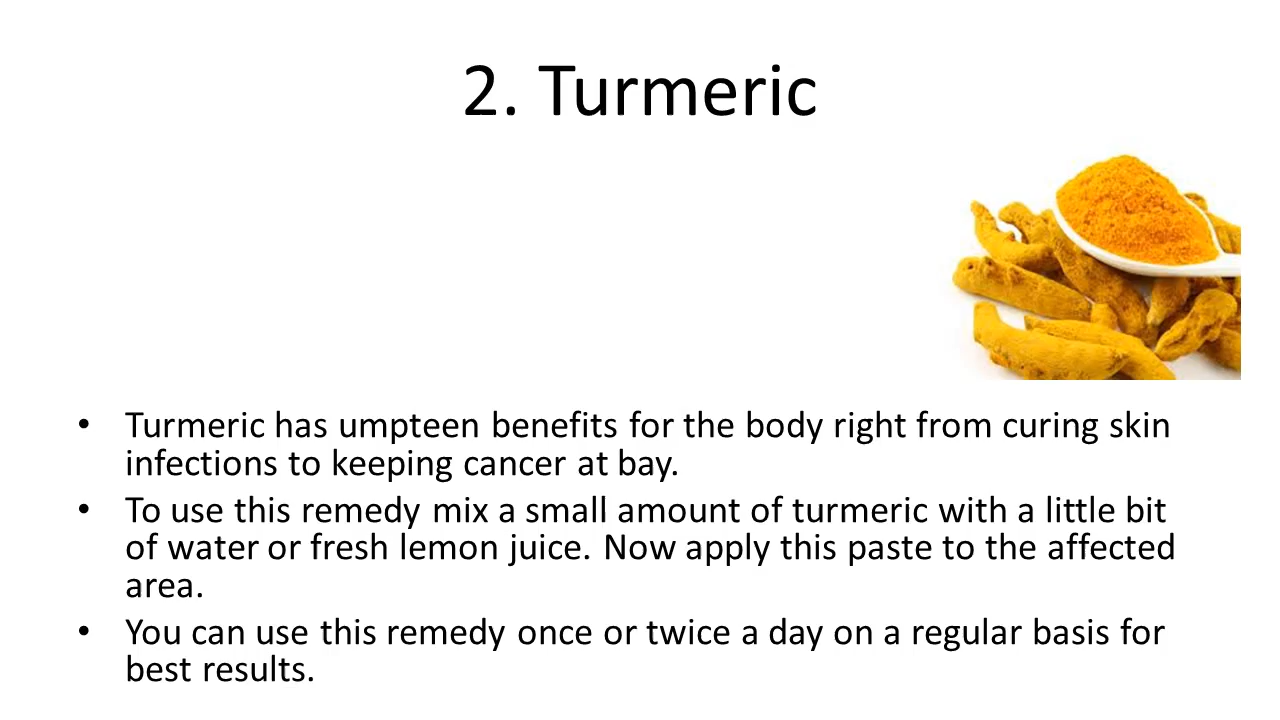 2. Turmeric
• Turmeric has umpteen benefits for the body right from curing skin
infections to keeping cancer at bay.
• To use this remedy mix a small amount of turmeric with a little bit
of water or fresh lemon juice. Now apply this paste to the affected
area.
• You can use this remedy once or twice a day on a regular basis for
best results.